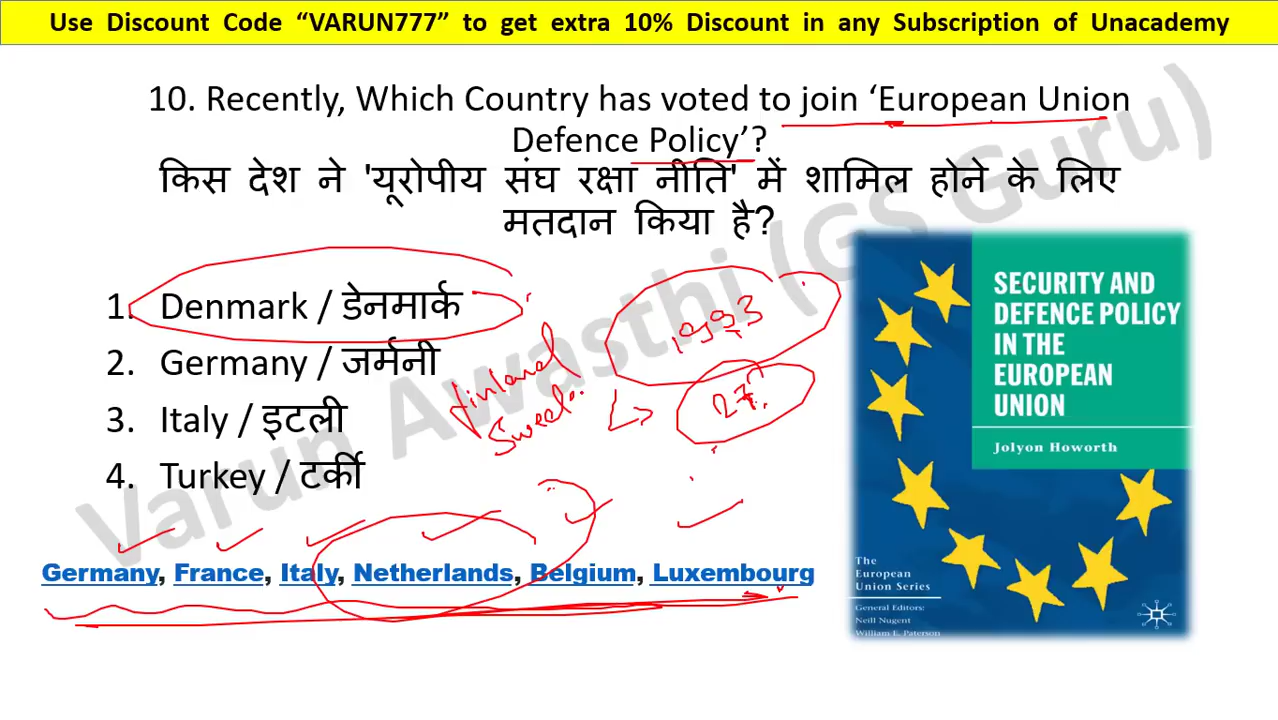 Use Discount Code “VARUN777” to get extra 10% Discount in any Subscription of Unacademy
10. Recently, Which Country has voted to join ‘European Union
Defence Policy’?
किस देश ने 'यूरोपीय संघ रक्षा नीति' में शामिल होने के लिए
मतदान किया है?
1. Denmark / डेनमार्क
2. Germany / जर्मनी
3. Italy / इटली
4. Turkey / टर्की
1993
27
Finland
Swed
Germany, France, Italy, Netherlands, Belgium, Luxembourg
SECURITY AND
DEFENCE POLICY
IN THE
EUROPEAN
UNION
Jolyon Howorth
The
European
Union Series
General Editors:
Neill Nugent
William E. Paterson
Varun Awasthi (GS Guru)